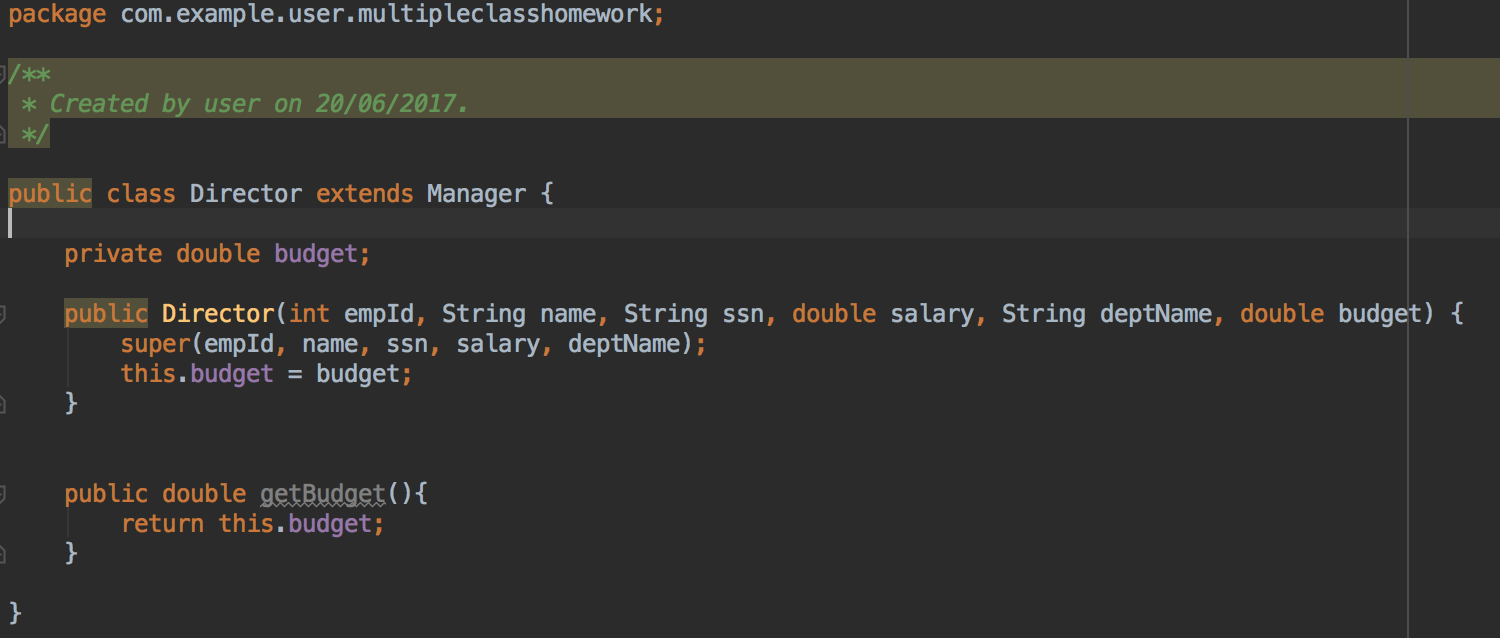 package com.example.user.multipleclasshomework;
/**
 * Created by user on 20/06/2017.
 */
public class Director extends Manager {
    private double budget;
    public Director(int empId, String name, String ssn, double salary, String deptName, double budget) {
        super(empId, name, ssn, salary, deptName);
        this.budget = budget;
    }
    public double getBudget(){
        return this.budget;
    }
}